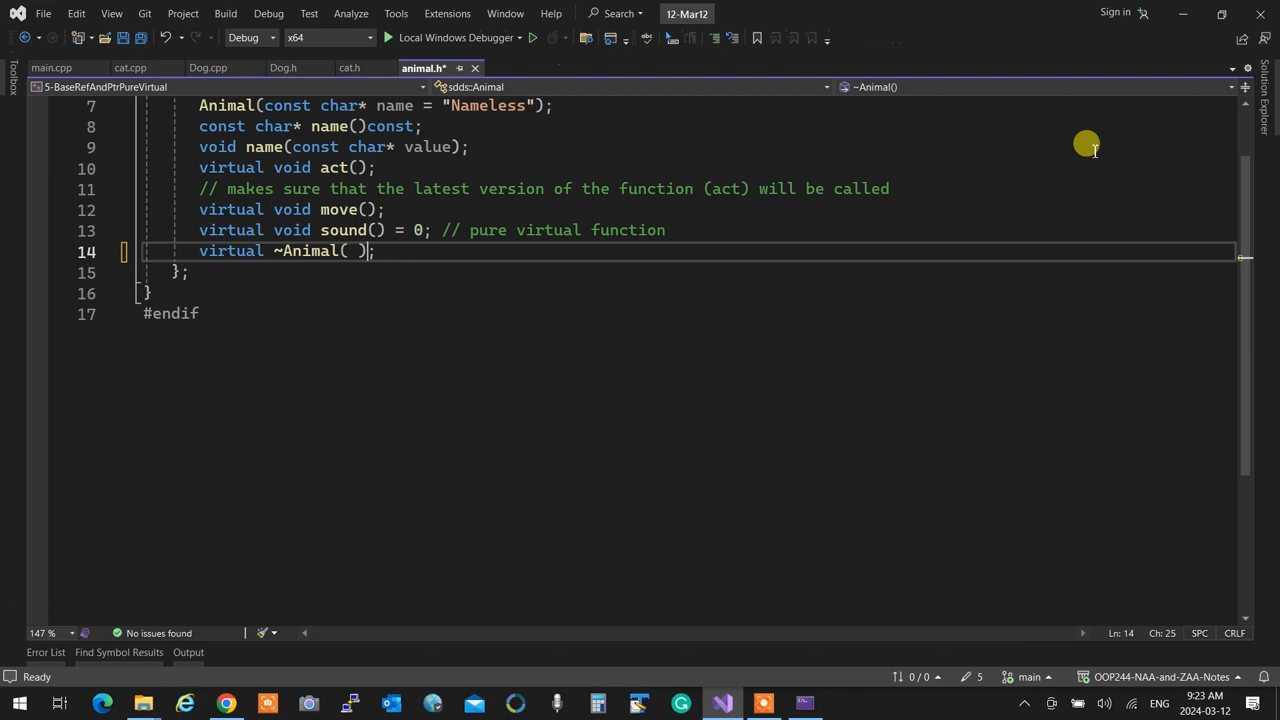 File Edit View Git Project Build Debug Test Analyze Tools Extensions Window Help Search 12-Mar12 Sign in
Debug x64 Local Windows Debugger
main.cpp cat.cpp Dog.cpp Dog.h cat.h animal.h*
5-BaseRefAndPtrPureVirtual sdds::Animal ~Animal()
7 Animal(const char* name = "Nameless");
8 const char* name()const;
9 void name(const char* value);
10 virtual void act();
11 // makes sure that the latest version of the function (act) will be called
12 virtual void move();
13 virtual void sound() = 0; // pure virtual function
14 virtual ~Animal( );
15 };
16 }
17 #endif
Toolbox
Solution Explorer
147 % No issues found Ln: 14 Ch: 25 SPC CRLF
Error List Find Symbol Results Output
Ready 0 / 0 5 main OOP244-NAA-and-ZAA-Notes
ENG 9:23 AM
2024-03-12